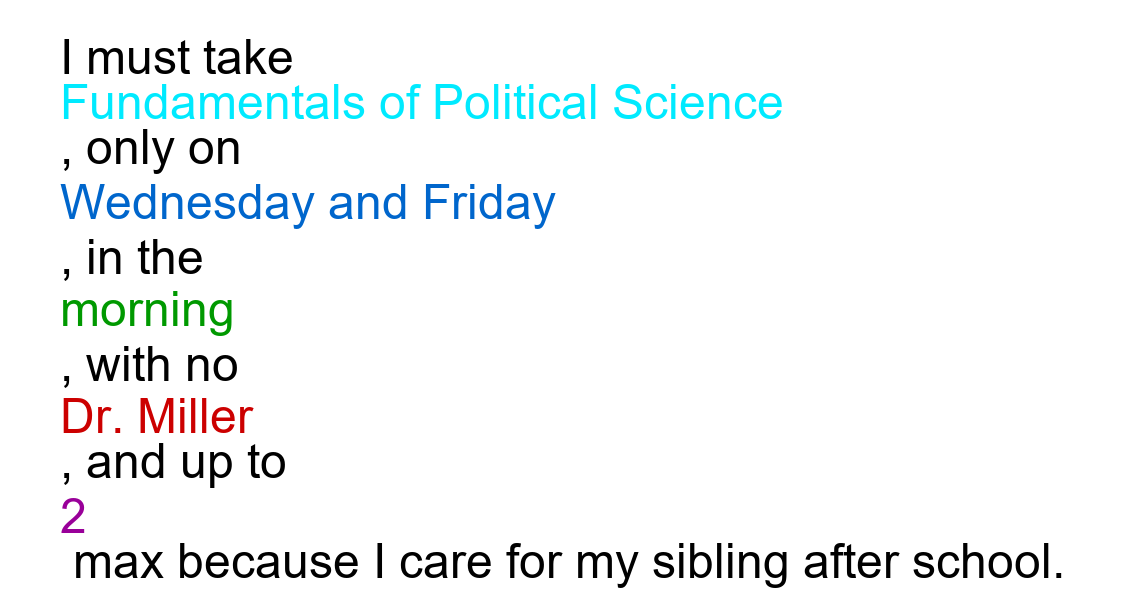 I must take
Fundamentals of Political Science
, only on
Wednesday and Friday
, in the
morning
, with no
Dr. Miller
, and up to
2
max because I care for my sibling after school.